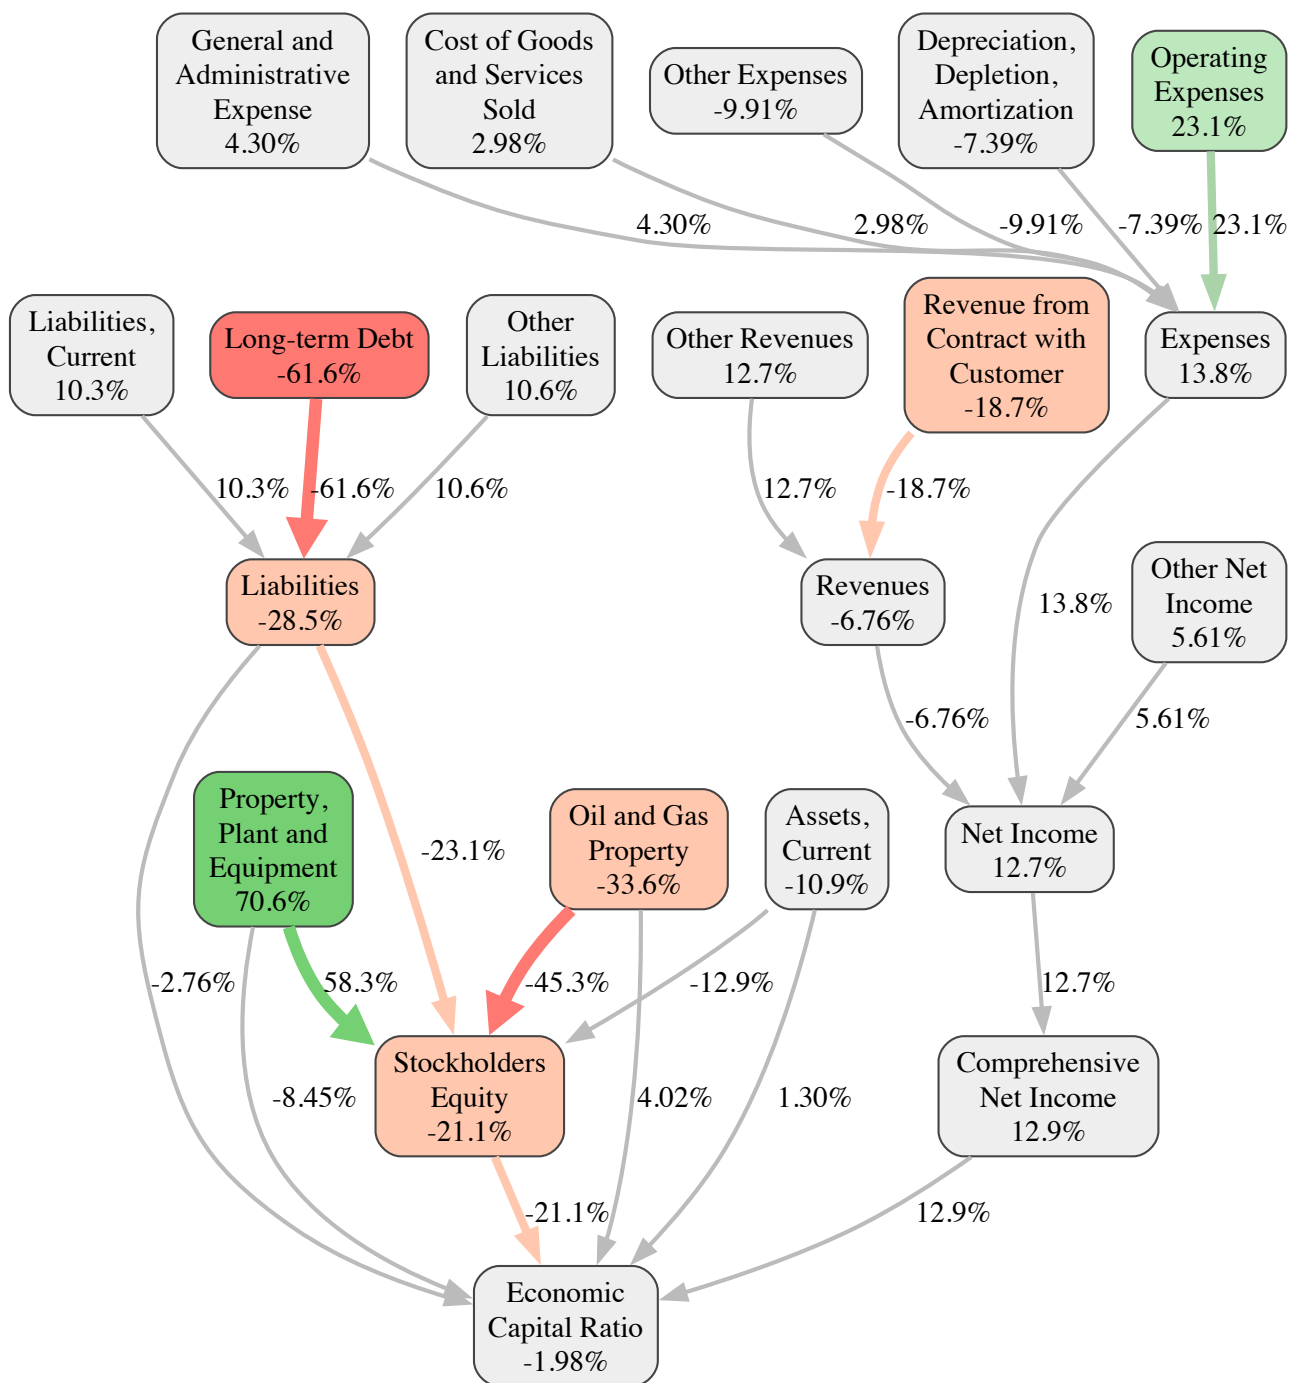 General and
Administrative
Expense
4.30%
Cost of Goods
and Services
Sold
2.98%
Other Expenses
-9.91%
Depreciation,
Depletion,
Amortization
-7.39%
Operating
Expenses
23.1%
4.30%
2.98%
-9.91%
-7.39%
23.1%
Liabilities,
Current
10.3%
Long-term Debt
-61.6%
Other
Liabilities
10.6%
Other Revenues
12.7%
Revenue from
Contract with
Customer
-18.7%
Expenses
13.8%
10.3%
-61.6%
10.6%
12.7%
-18.7%
Liabilities
-28.5%
Revenues
-6.76%
13.8%
Other Net
Income
5.61%
-6.76%
5.61%
Property,
Plant and
Equipment
70.6%
-23.1%
Oil and Gas
Property
-33.6%
Assets,
Current
-10.9%
Net Income
12.7%
-2.76%
58.3%
-45.3%
-12.9%
12.7%
Stockholders
Equity
-21.1%
Comprehensive
Net Income
12.9%
-8.45%
4.02%
1.30%
-21.1%
12.9%
Economic
Capital Ratio
-1.98%